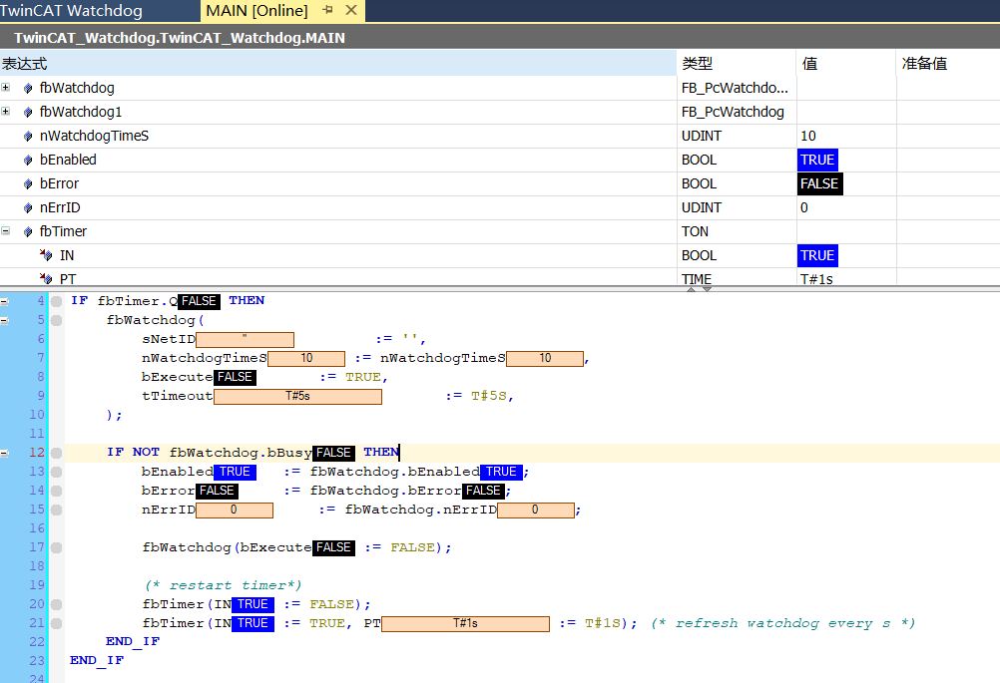 TwinCAT Watchdog MAIN [Online]
TwinCAT_Watchdog.TwinCAT_Watchdog.MAIN
表达式 类型 值 准备值
fbWatchdog FB_PcWatchdo...
fbWatchdog1 FB_PcWatchdog
nWatchdogTimeS UDINT 10
bEnabled BOOL TRUE
bError BOOL FALSE
nErrID UDINT 0
fbTimer TON
IN BOOL TRUE
PT TIME T#1s
4 IF fbTimer.Q FALSE THEN
5 fbWatchdog(
6 sNetID '' := '',
7 nWatchdogTimeS 10 := nWatchdogTimeS 10 ,
8 bExecute FALSE := TRUE,
9 tTimeout T#5s := T#5S,
10 );
11
12 IF NOT fbWatchdog.bBusy FALSE THEN
13 bEnabled TRUE := fbWatchdog.bEnabled TRUE ;
14 bError FALSE := fbWatchdog.bError FALSE ;
15 nErrID 0 := fbWatchdog.nErrID 0 ;
16
17 fbWatchdog(bExecute FALSE := FALSE);
18
19 (* restart timer*)
20 fbTimer(IN TRUE := FALSE);
21 fbTimer(IN TRUE := TRUE, PT T#1s := T#1S); (* refresh watchdog every s *)
22 END_IF
23 END_IF
24